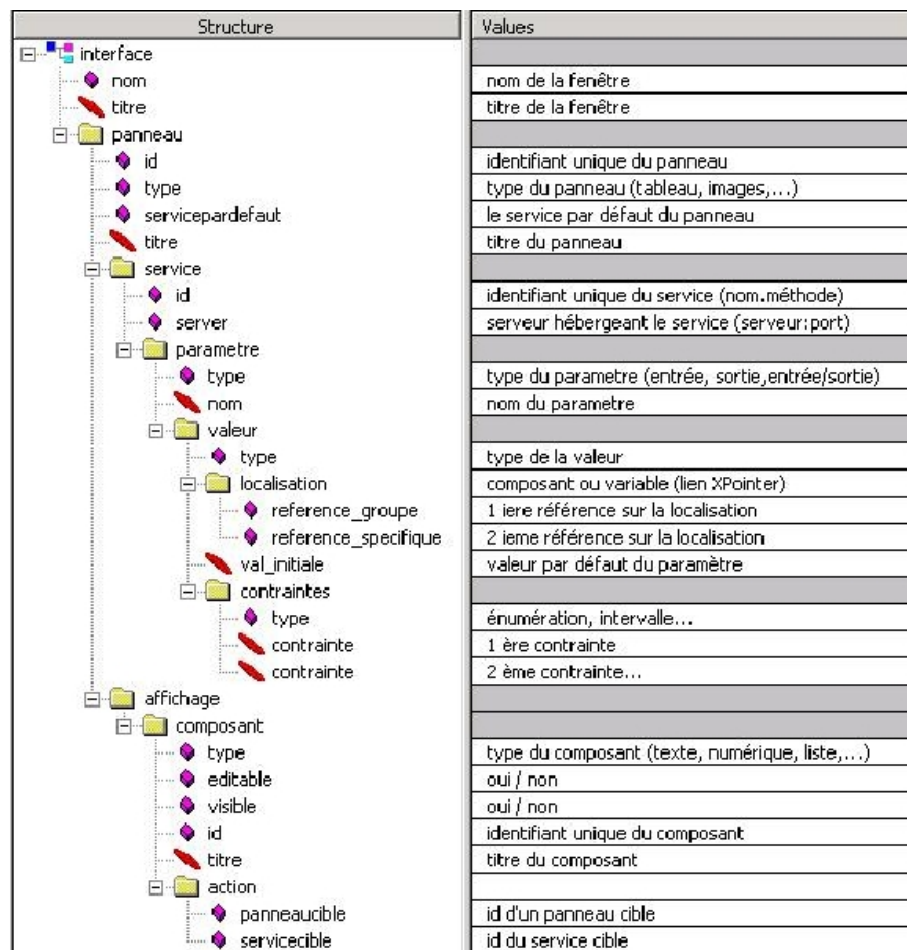 Structure Values
interface
nom nom de la fenêtre
titre titre de la fenêtre
panneau
id identifiant unique du panneau
type type du panneau (tableau, images,...)
servicepardefaut le service par défaut du panneau
titre titre du panneau
service
id identifiant unique du service (nom.méthode)
server serveur hébergeant le service (serveur:port)
parametre
type type du parametre (entrée, sortie,entrée/sortie)
nom nom du parametre
valeur
type type de la valeur
localisation composant ou variable (lien XPointer)
reference_groupe 1 iere référence sur la localisation
reference_specifique 2 ieme référence sur la localisation
val_initiale valeur par défaut du paramètre
contraintes
type énumération, intervalle...
contrainte 1 ère contrainte
contrainte 2 ème contrainte...
affichage
composant
type type du composant (texte, numérique, liste,...)
editable oui / non
visible oui / non
id identifiant unique du composant
titre titre du composant
action
panneaucible id d'un panneau cible
servicecible id du service cible